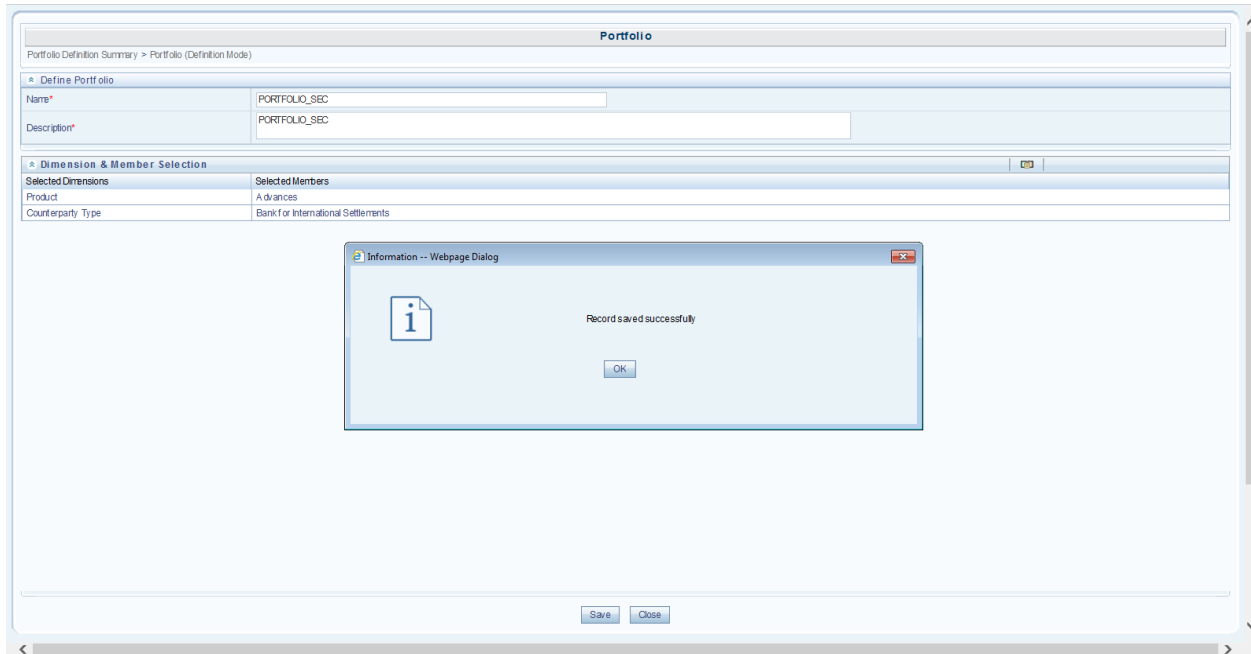 Portfolio
Portfolio Definition Summary > Portfolio (Definition Mode)
Define Portfolio
Name* PORTFOLIO_SEC
Description* PORTFOLIO_SEC
Dimension & Member Selection
Selected Dimensions Selected Members
Product Advances
Counterparty Type Bank for International Settlements
Information -- Webpage Dialog
Record saved successfully
OK
Save Close